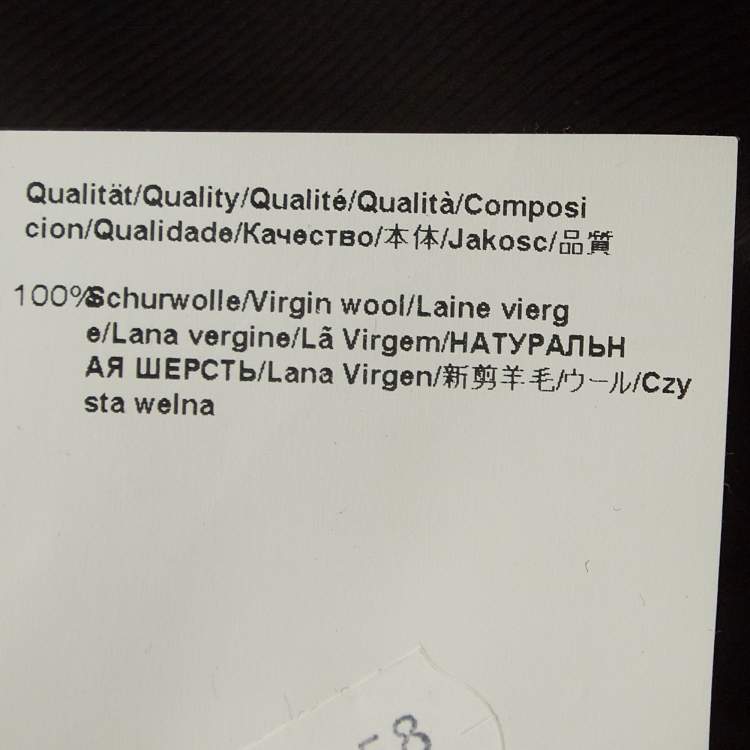 Qualität/Quality/Qualité/Qualità/Composi
cion/Qualidade/Качество/本体/Jakosc/品質
100%Schurwolle/Virgin wool/Laine vierg
e/Lana vergine/Lã Virgem/НАТУРАЛЬН
АЯ ШЕРСТЬ/Lana Virgen/新剪羊毛/ウール/Czy
sta welna